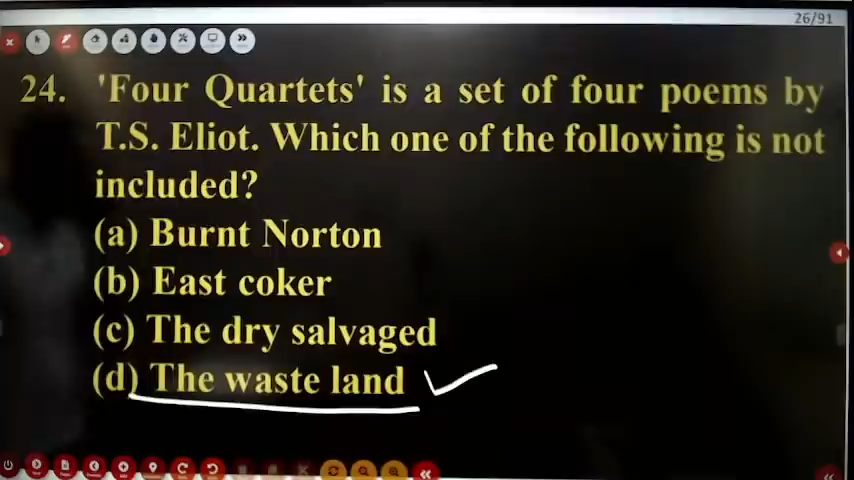 26/91
24. 'Four Quartets' is a set of four poems by
T.S. Eliot. Which one of the following is not
included?
(a) Burnt Norton
(b) East coker
(c) The dry salvaged
(d) The waste land